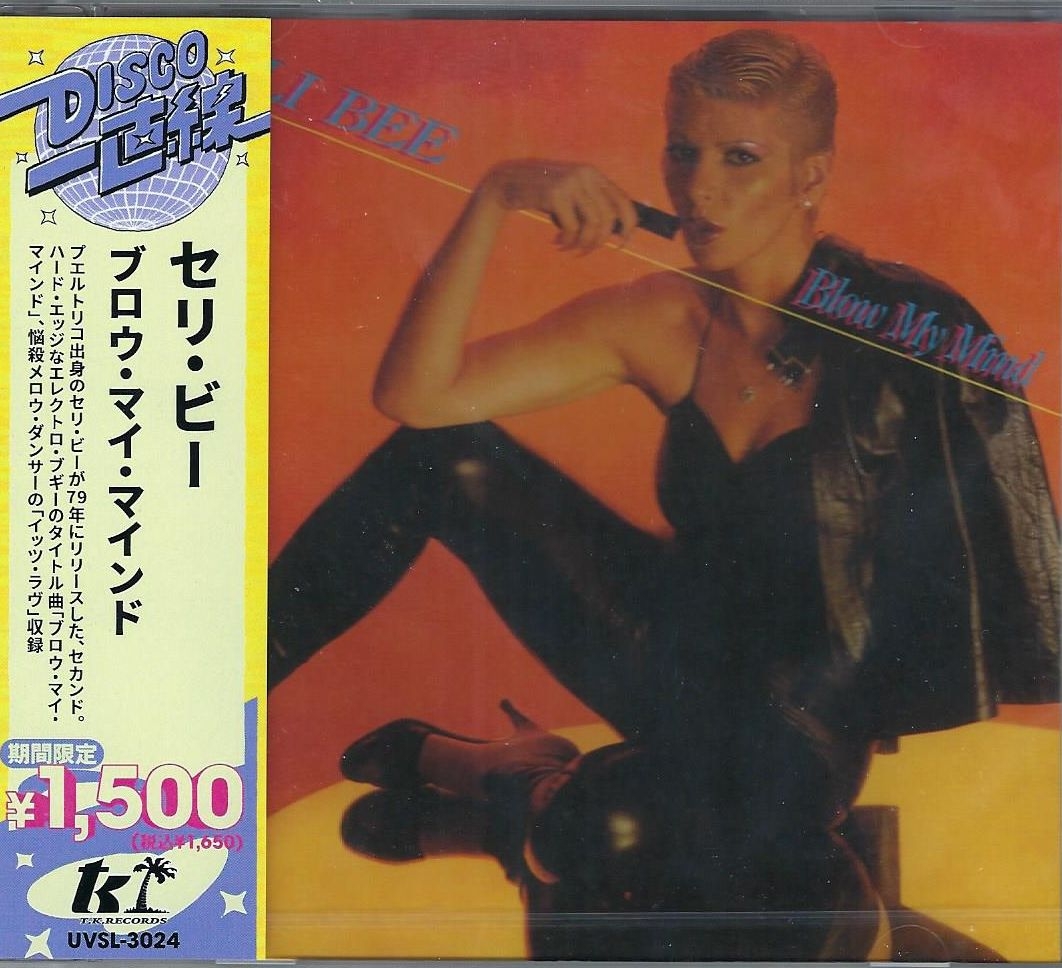 DISCO
一直線
セリ・ビー
ブロウ・マイ・マインド
プエルトリコ出身のセリ・ビーが79年にリリースした、セカンド。
ハード・エッジなエレクトロ・ブギーのタイトル曲「ブロウ・マイ・
マインド」、悩殺メロウ・ダンサーの「イッツ・ラヴ」収録
期間限定
¥1,500
(税込¥1,650)
tk
T.K.RECORDS
UVSL-3024
LI BEE
Blow My Mind